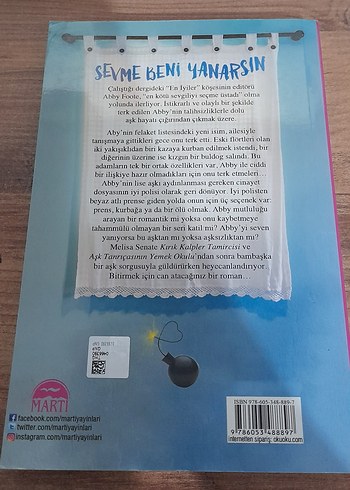 SEVME BENİ YANARSIN
Çalıştığı dergideki "En İyiler" köşesinin editörü
Abby Foote, "en kötü sevgiliyi seçme üstadı" olma
yolunda ilerliyor. İstikrarlı ve olaylı bir şekilde
terk edilen Abby'nin talihsizliklerle dolu
aşk hayatı çığırından çıkmak üzere.
Aby'nin felaket listesindeki yeni isim, ailesiyle
tanışmaya gittikleri gece onu terk etti. Eski flörtleri olan
iki yakışıklıdan biri kazaya kurban edilmek istendi, bir
diğerinin üzerine ise kızgın bir buldog salındı. Bu
adamların tek bir ortak özellikleri var, Abby ile ciddi
bir ilişkiye hazır olmadıkları için onu terk etmeleri…
Abby'nin lise aşkı aydınlanması gereken cinayet
dosyasının iyi polisi olarak geri dönüyor. İyi polisten
beyaz atlı prense giden yolda onun için üç seçenek var:
prens, kurbağa ya da bir ölü olmak. Abby mutluluğu
arayan bir romantik mi yoksa onu kaybetmeye
tahammülü olmayan bir seri katil mi? Abby'yi seven
yanıyorsa bu aşktan mı yoksa aşksızlıktan mı?
Melisa Senate Kırık Kalpler Tamircisi ve
Aşk Tanrıçasının Yemek Okulu'ndan sonra bambaşka
bir aşk sorgusuyla güldürürken heyecanlandırıyor.
Bitirmek için can atacağınız bir roman…
MARTI
facebook.com/martiyayinlari
twitter.com/martiyayinlari
instagram.com/martiyayinlari
ISBN 978-605-348-889-7
9 786053 488897
internetten sipariş: okuoku.com